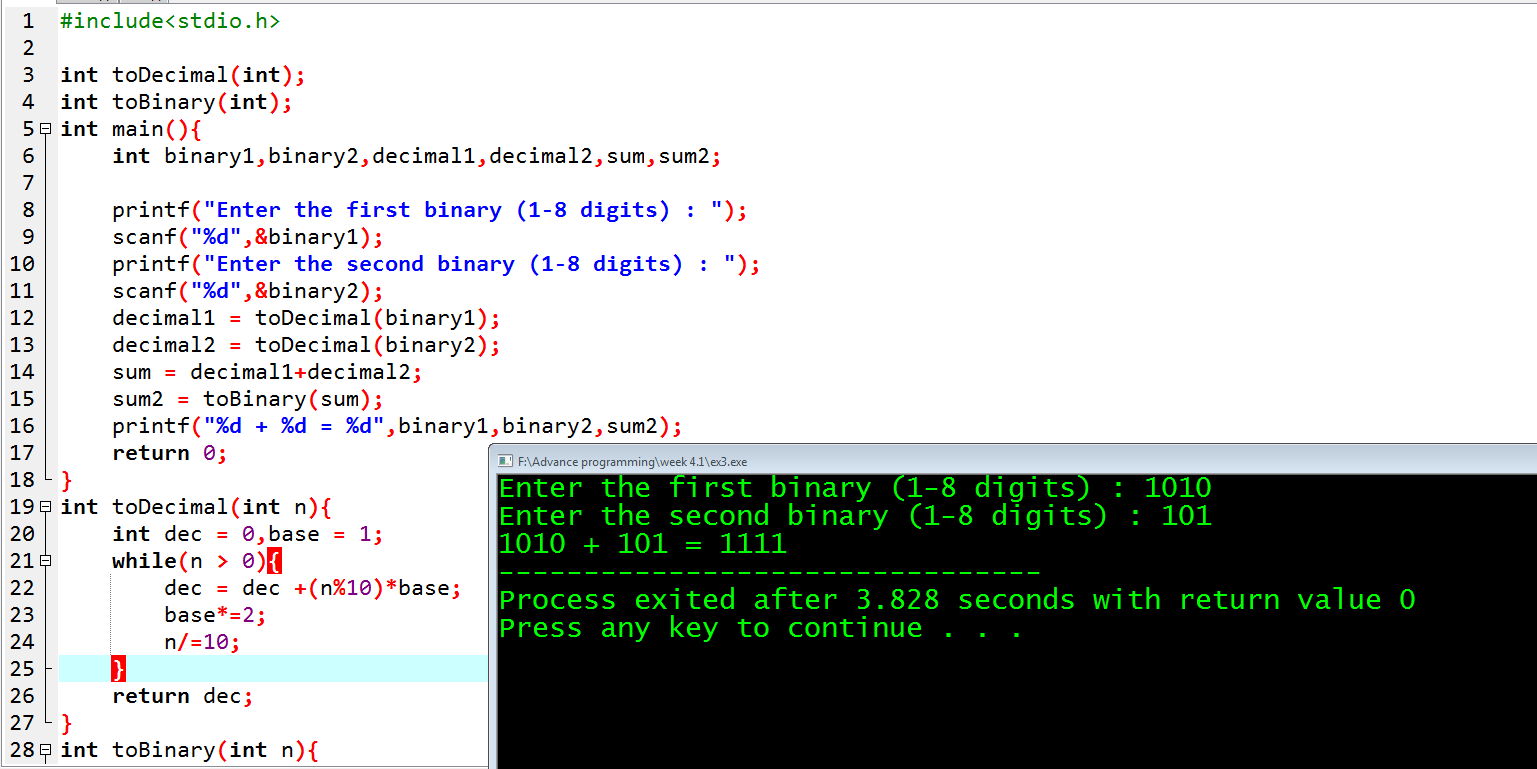 1 #include<stdio.h>
2
3 int toDecimal(int);
4 int toBinary(int);
5 int main(){
6     int binary1,binary2,decimal1,decimal2,sum,sum2;
7
8     printf("Enter the first binary (1-8 digits) : ");
9     scanf("%d",&binary1);
10     printf("Enter the second binary (1-8 digits) : ");
11     scanf("%d",&binary2);
12     decimal1 = toDecimal(binary1);
13     decimal2 = toDecimal(binary2);
14     sum = decimal1+decimal2;
15     sum2 = toBinary(sum);
16     printf("%d + %d = %d",binary1,binary2,sum2);
17     return 0;
18 }
19 int toDecimal(int n){
20     int dec = 0,base = 1;
21     while(n > 0){
22         dec = dec +(n%10)*base;
23         base*=2;
24         n/=10;
25     }
26     return dec;
27 }
28 int toBinary(int n){
F:\Advance programming\week 4.1\ex3.exe
Enter the first binary (1-8 digits) : 1010
Enter the second binary (1-8 digits) : 101
1010 + 101 = 1111
--------------------------------
Process exited after 3.828 seconds with return value 0
Press any key to continue . . .